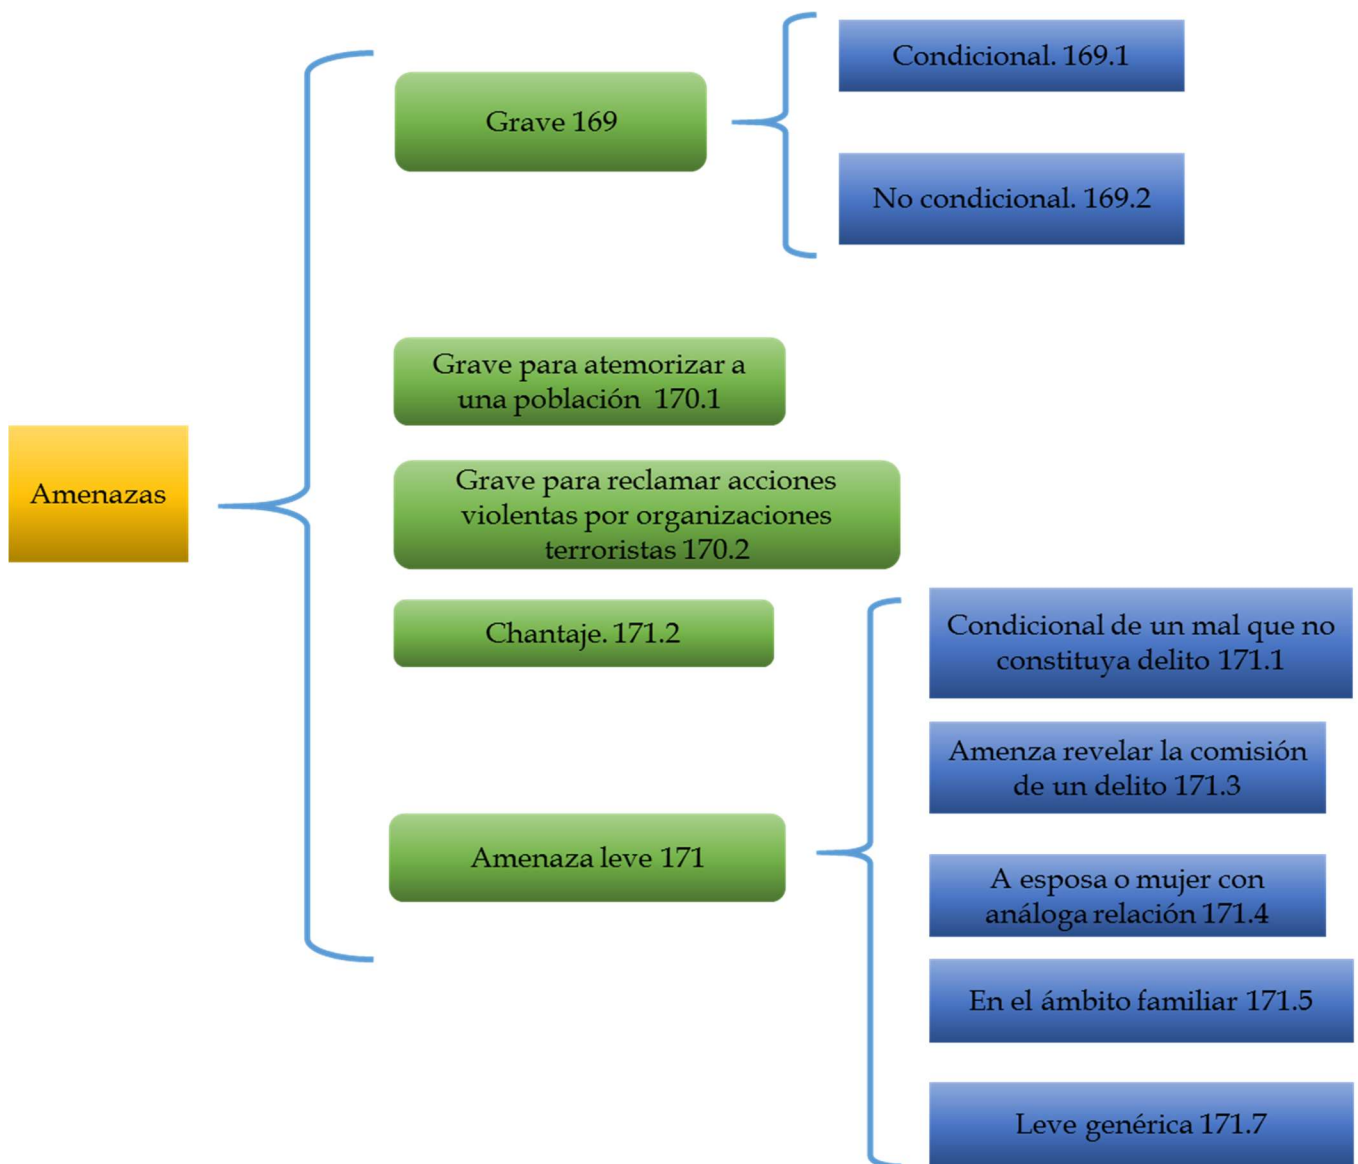 Amenazas
Grave 169
Condicional. 169.1
No condicional. 169.2
Grave para atemorizar a
una población 170.1
Grave para reclamar acciones
violentas por organizaciones
terroristas 170.2
Chantaje. 171.2
Amenaza leve 171
Condicional de un mal que no
constituya delito 171.1
Amenza revelar la comisión
de un delito 171.3
A esposa o mujer con
análoga relación 171.4
En el ámbito familiar 171.5
Leve genérica 171.7